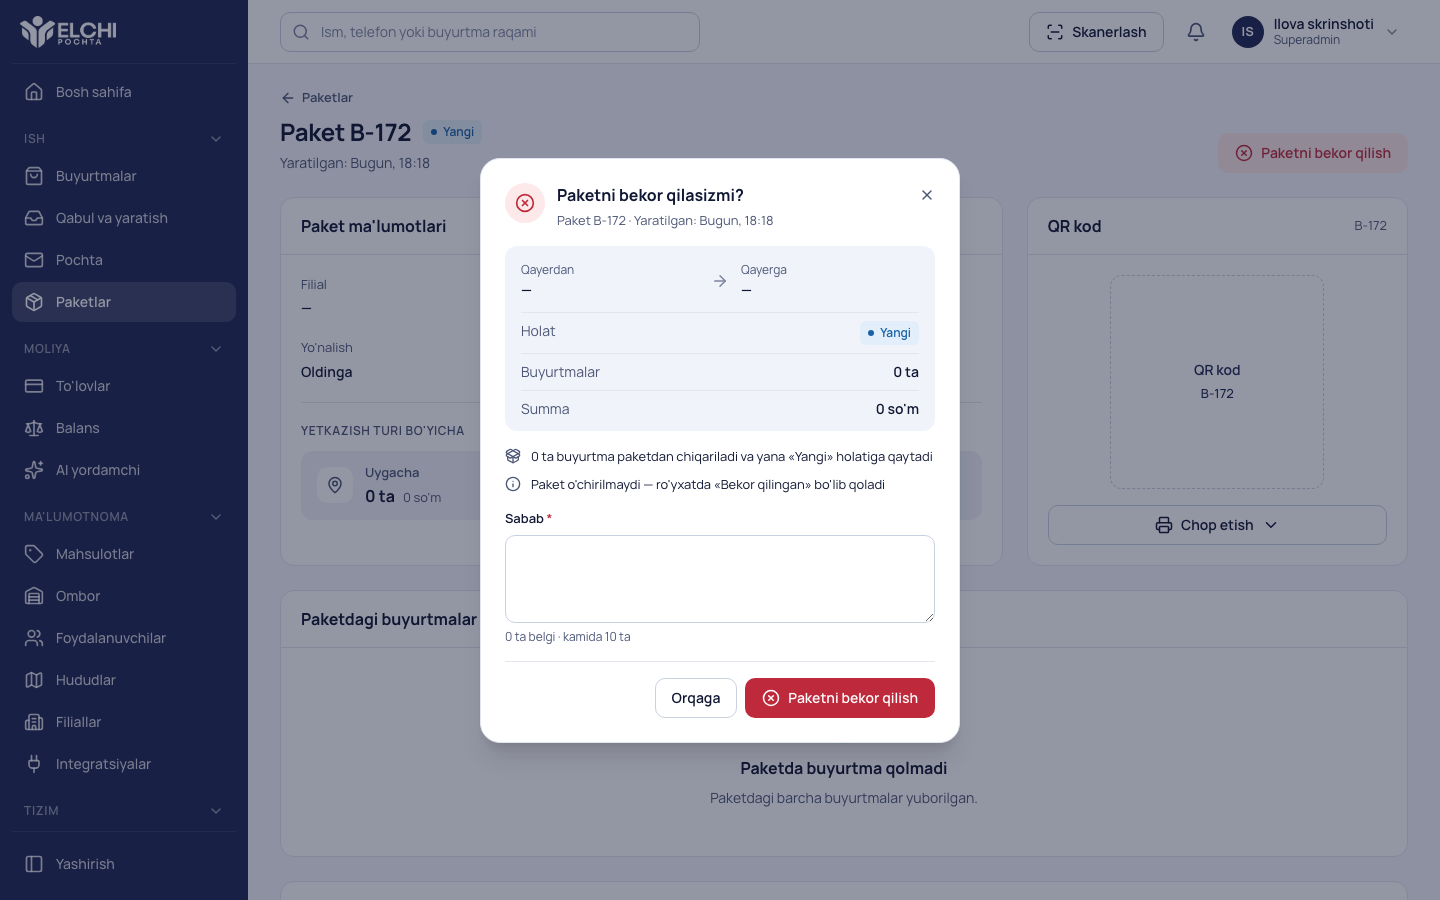 ELCHI
POCHTA
Ism, telefon yoki buyurtma raqami
Skanerlash
IS
Ilova skrinshoti
Superadmin
Bosh sahifa
ISH
Buyurtmalar
Qabul va yaratish
Pochta
Paketlar
MOLIYA
To'lovlar
Balans
AI yordamchi
MA'LUMOTNOMA
Mahsulotlar
Ombor
Foydalanuvchilar
Hududlar
Filiallar
Integratsiyalar
TIZIM
Yashirish
Paketlar
Paket B-172
Yangi
Yaratilgan: Bugun, 18:18
Paketni bekor qilish
Paket ma'lumotlari
Filial
—
Yo'nalish
Oldinga
YETKAZISH TURI BO'YICHA
Uygacha
0 ta 0 so'm
QR kod
B-172
QR kod
B-172
Chop etish
Paketdagi buyurtmalar
Paketda buyurtma qolmadi
Paketdagi barcha buyurtmalar yuborilgan.
Paketni bekor qilasizmi?
Paket B-172 · Yaratilgan: Bugun, 18:18
Qayerdan
—
Qayerga
—
Holat
Yangi
Buyurtmalar
0 ta
Summa
0 so'm
0 ta buyurtma paketdan chiqariladi va yana «Yangi» holatiga qaytadi
Paket o'chirilmaydi — ro'yxatda «Bekor qilingan» bo'lib qoladi
Sabab *
0 ta belgi · kamida 10 ta
Orqaga
Paketni bekor qilish